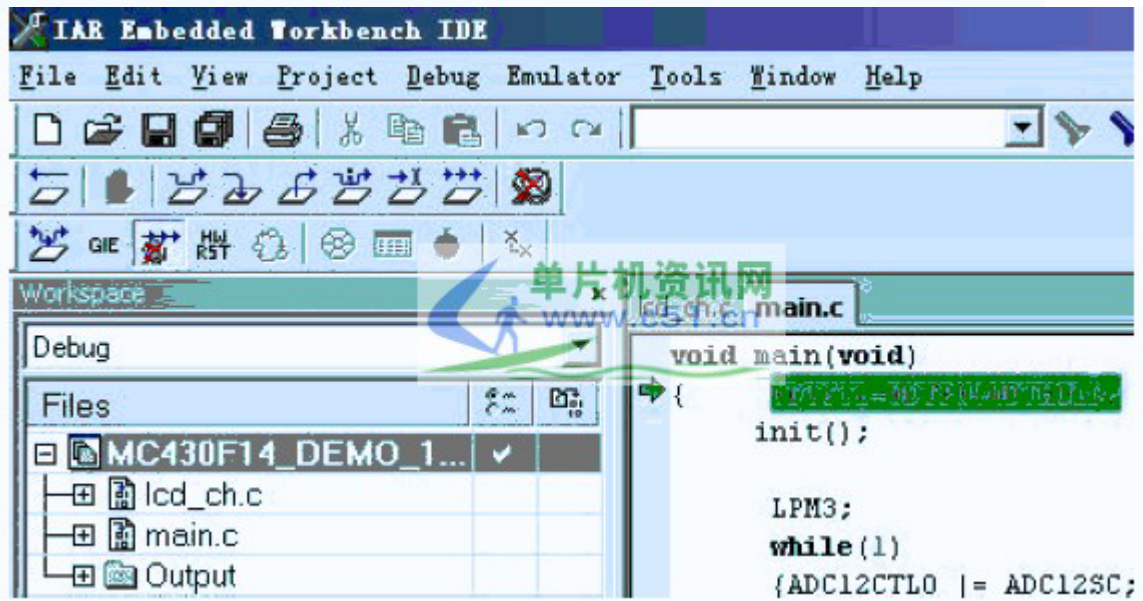 IAR Embedded Workbench IDE
File Edit View Project Debug Emulator Tools Window Help
GIE HW RST
Workspace x
单片机资讯网
www.c51.cn
lcd_ch.c main.c
Debug
void main(void)
Files
{
MC430F14_DEMO_1...
init();
lcd_ch.c
LPM3;
main.c
while(1)
Output
{ADC12CTL0 |= ADC12SC;